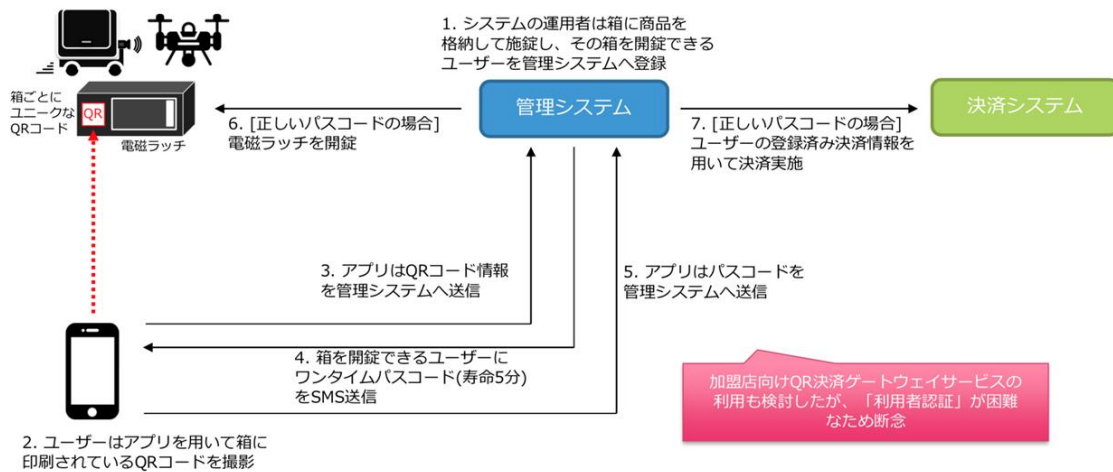 1. システムの運用者は箱に商品を
格納して施錠し、その箱を開錠できる
ユーザーを管理システムへ登録
箱ごとに
ユニークな
QRコード
QR
電磁ラッチ
管理システム
決済システム
6. [正しいパスコードの場合]
電磁ラッチを開錠
7. [正しいパスコードの場合]
ユーザーの登録済み決済情報を
用いて決済実施
3. アプリはQRコード情報
を管理システムへ送信
5. アプリはパスコードを
管理システムへ送信
4. 箱を開錠できるユーザーに
ワンタイムパスコード(寿命5分)
をSMS送信
加盟店向けQR決済ゲートウェイサービスの
利用も検討したが、「利用者認証」が困難
なため断念
2. ユーザーはアプリを用いて箱に
印刷されているQRコードを撮影